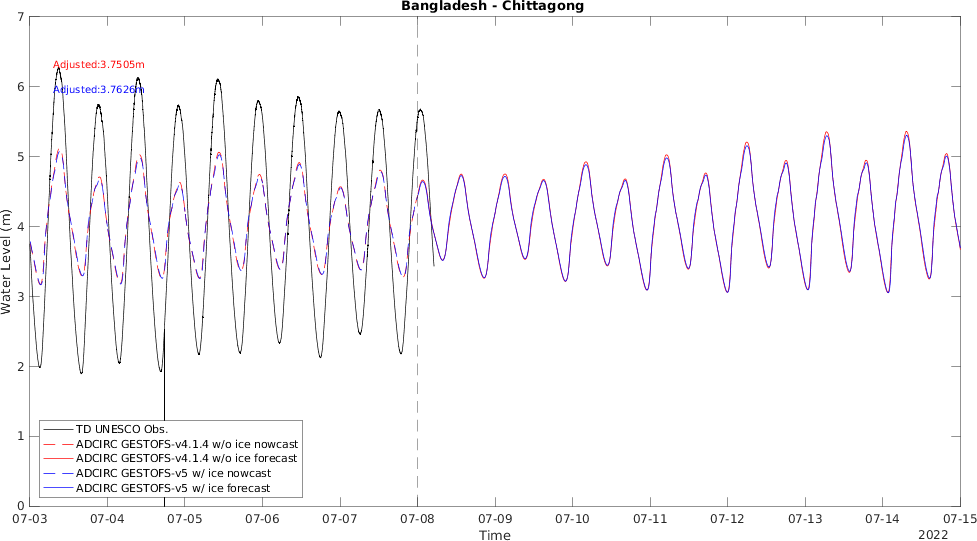 Bangladesh - Chittagong
7
6
5
4
3
2
1
0
Water Level (m)
Adjusted:3.7505m
Adjusted:3.7626m
TD UNESCO Obs.
ADCIRC GESTOFS-v4.1.4 w/o ice nowcast
ADCIRC GESTOFS-v4.1.4 w/o ice forecast
ADCIRC GESTOFS-v5 w/ ice nowcast
ADCIRC GESTOFS-v5 w/ ice forecast
07-03 07-04 07-05 07-06 07-07 07-08 07-09 07-10 07-11 07-12 07-13 07-14 07-15
Time
2022